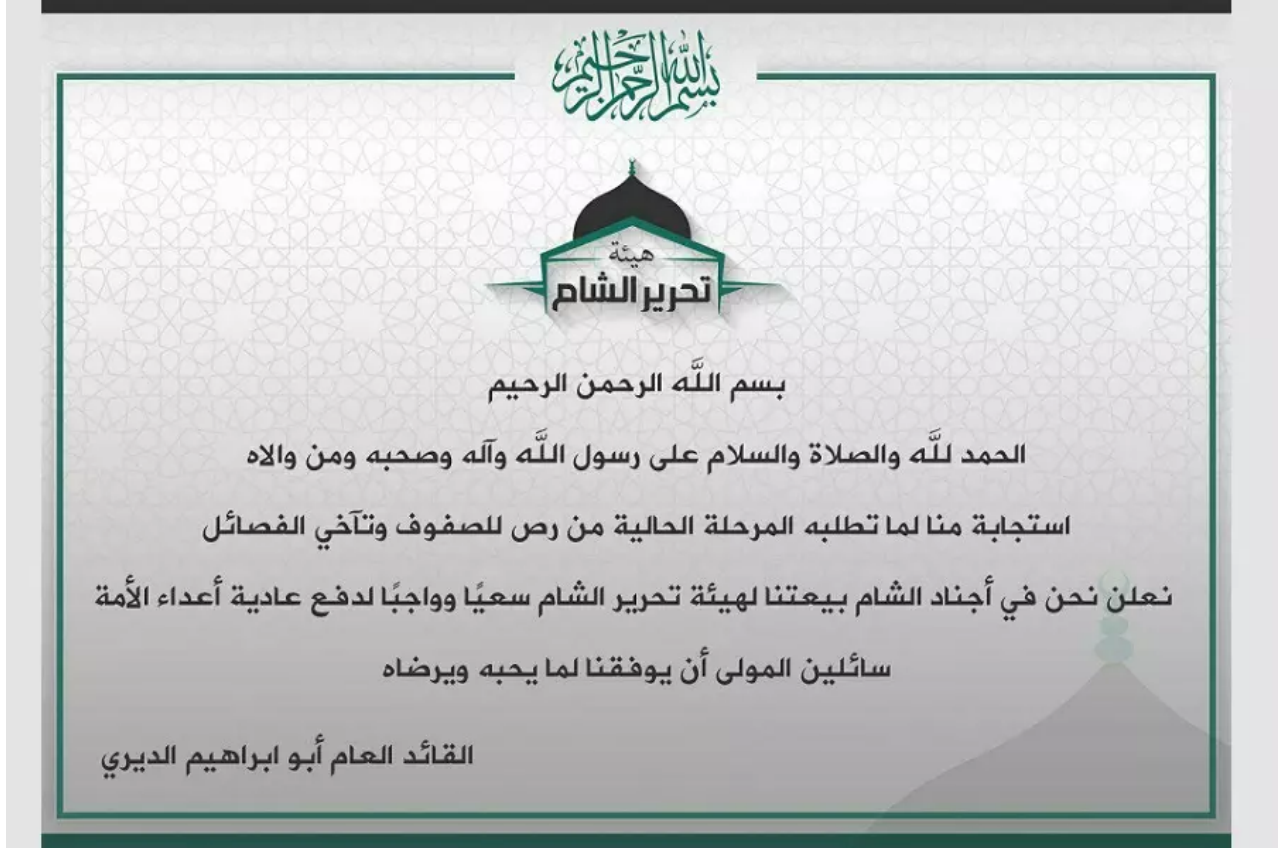 بسم الله الرحمن الرحيم
هيئة
تحرير الشام
بسم اللَّه الرحمن الرحيم
الحمد للَّه والصلاة والسلام على رسول اللَّه وآله وصحبه ومن والاه
استجابة منا لما تطلبه المرحلة الحالية من رص للصفوف وتآخي الفصائل
نعلن نحن في أجناد الشام بيعتنا لهيئة تحرير الشام سعيًا وواجبًا لدفع عادية أعداء الأمة
سائلين المولى أن يوفقنا لما يحبه ويرضاه
القائد العام أبو ابراهيم الديري